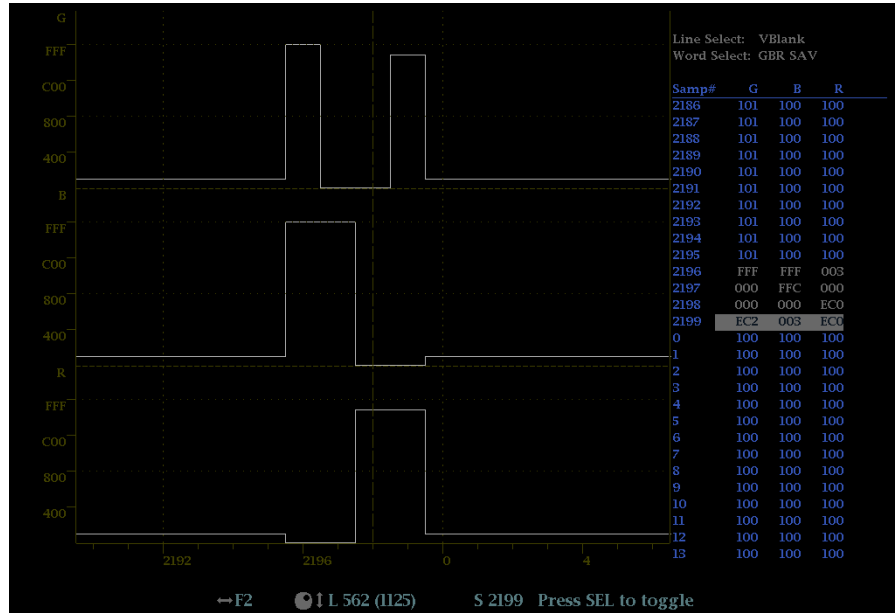 G
FFF
C00
800
400
B
FFF
C00
800
400
R
FFF
C00
800
400
2192 2196 0 4
Line Select: VBlank
Word Select: GBR SAV
Samp# G B R
2186 101 100 100
2187 101 100 100
2188 101 100 100
2189 101 100 100
2190 101 100 100
2191 101 100 100
2192 101 100 100
2193 101 100 100
2194 101 100 100
2195 101 100 100
2196 FFF FFF 003
2197 000 FFC 000
2198 000 000 EC0
2199 EC2 003 EC0
0 100 100 100
1 100 100 100
2 100 100 100
3 100 100 100
4 100 100 100
5 100 100 100
6 100 100 100
7 100 100 100
8 100 100 100
9 100 100 100
10 100 100 100
11 100 100 100
12 100 100 100
13 100 100 100
↔F2 ↕ L 562 (1125) S 2199 Press SEL to toggle